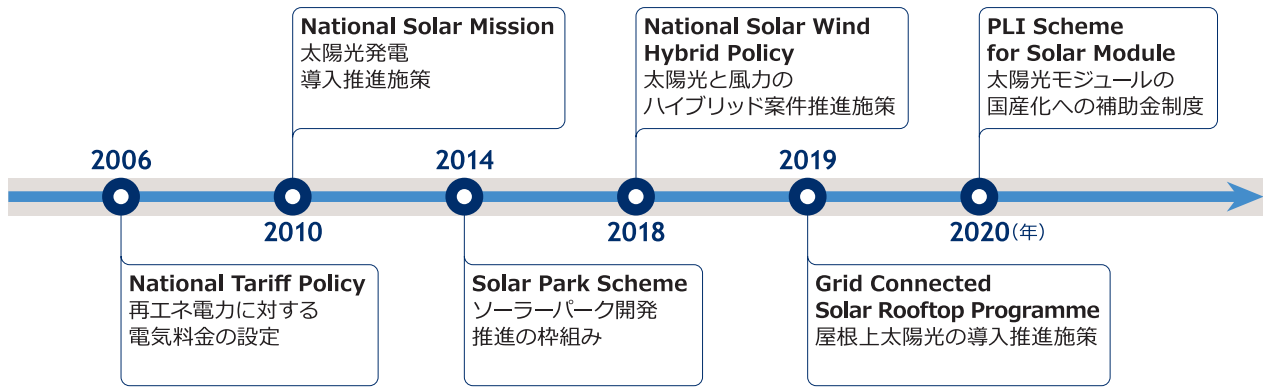 National Solar Mission
太陽光発電
導入推進施策
National Solar Wind
Hybrid Policy
太陽光と風力の
ハイブリッド案件推進施策
PLI Scheme
for Solar Module
太陽光モジュールの
国産化への補助金制度
2006
2014
2019
2010
2018
2020(年)
National Tariff Policy
再エネ電力に対する
電気料金の設定
Solar Park Scheme
ソーラーパーク開発
推進の枠組み
Grid Connected
Solar Rooftop Programme
屋根上太陽光の導入推進施策